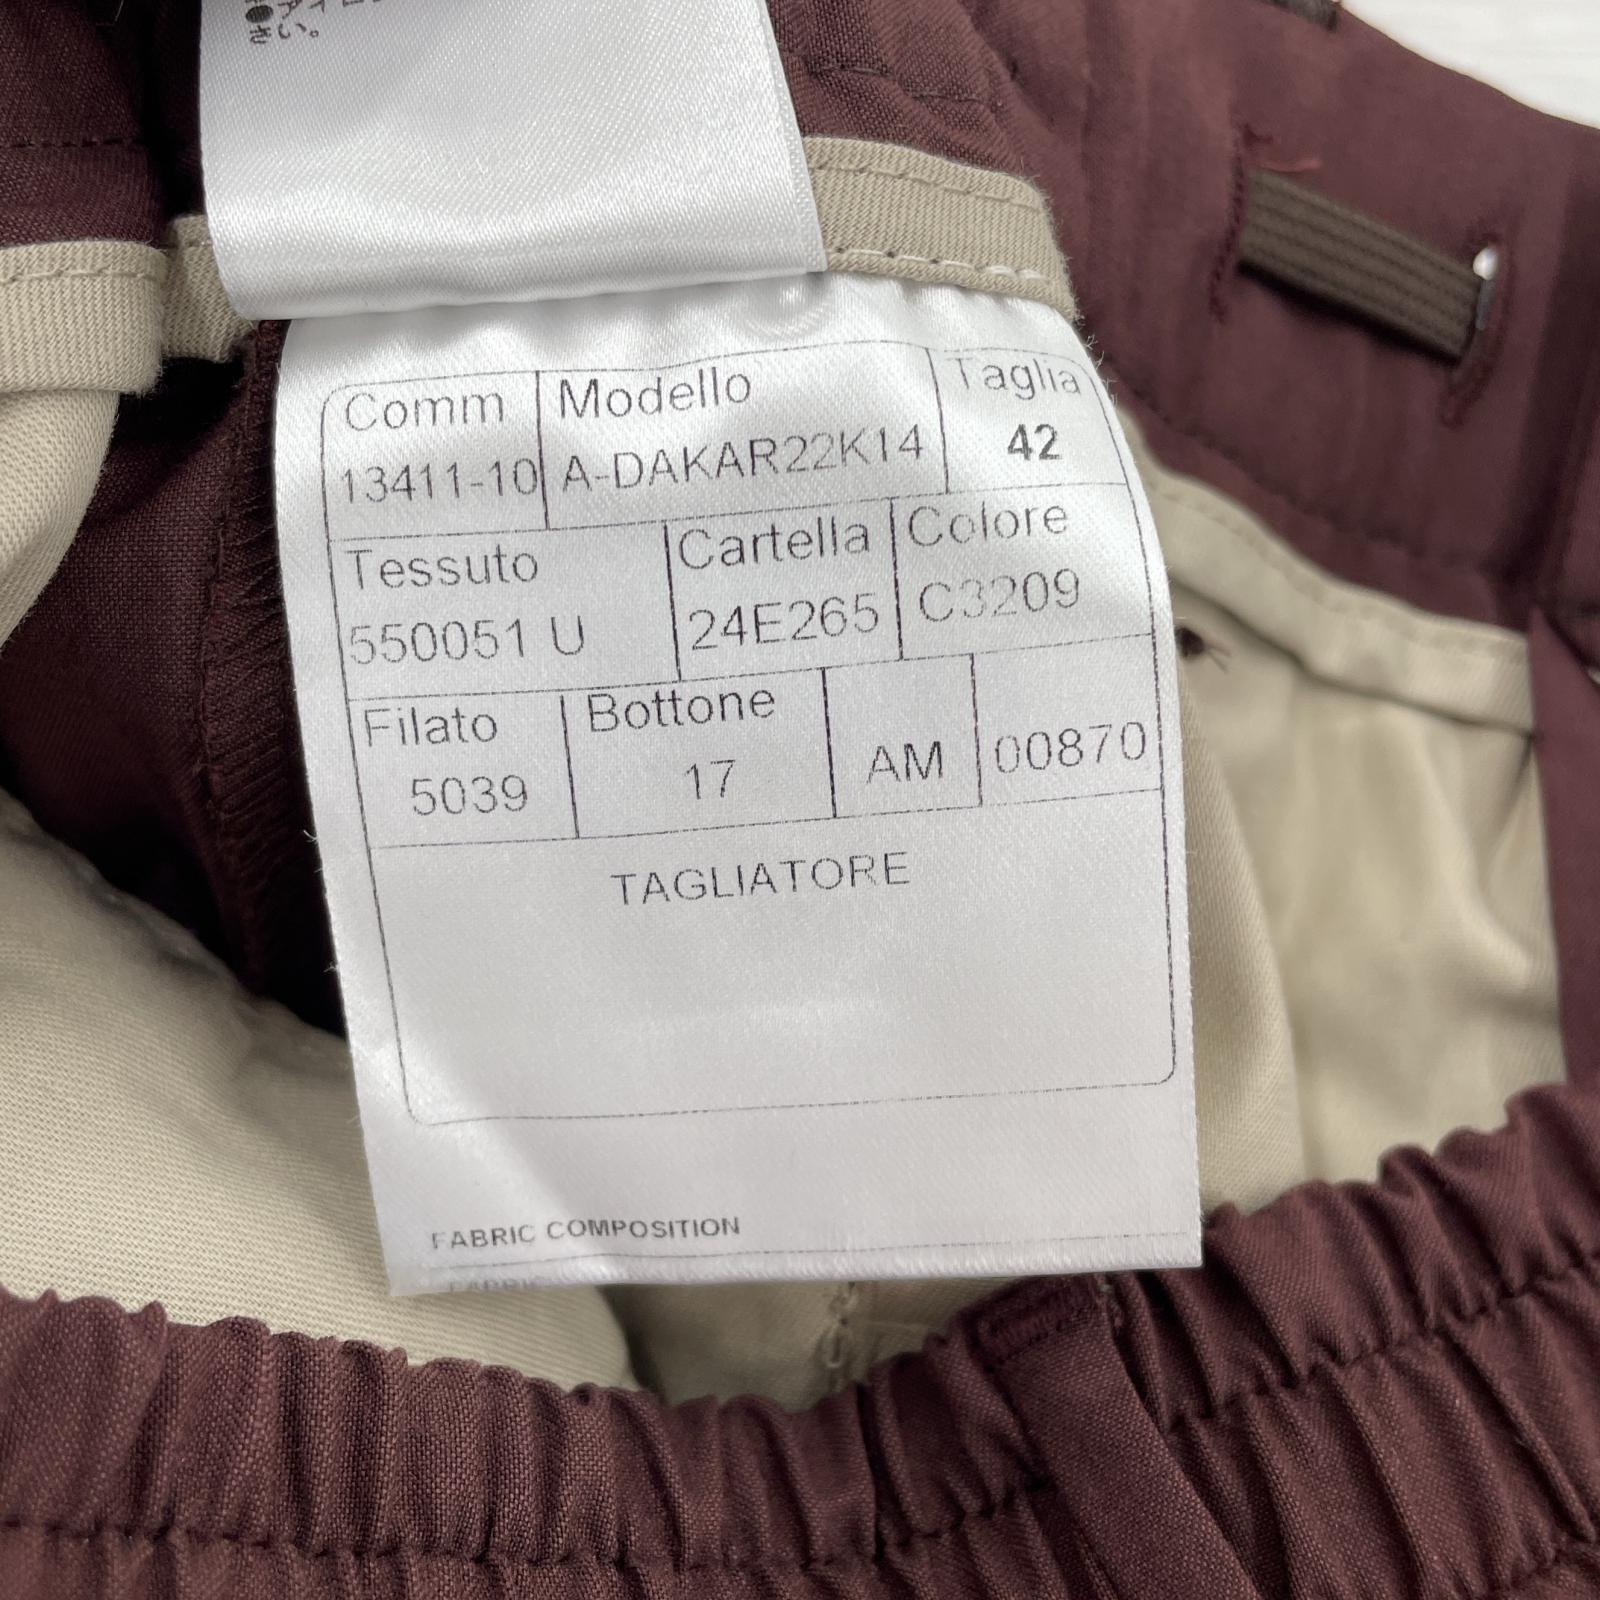 Comm Modello Taglia
13411-10 A-DAKAR22K14 42
Tessuto Cartella Colore
550051 U 24E265 C3209
Filato Bottone
5039 17 AM 00870
TAGLIATORE
FABRIC COMPOSITION
FABRIC